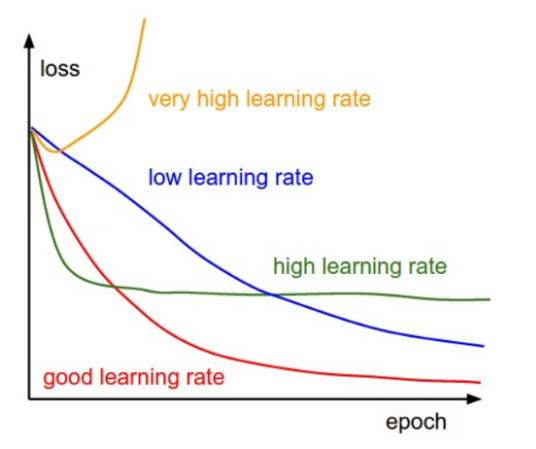 loss
very high learning rate
low learning rate
high learning rate
good learning rate
epoch